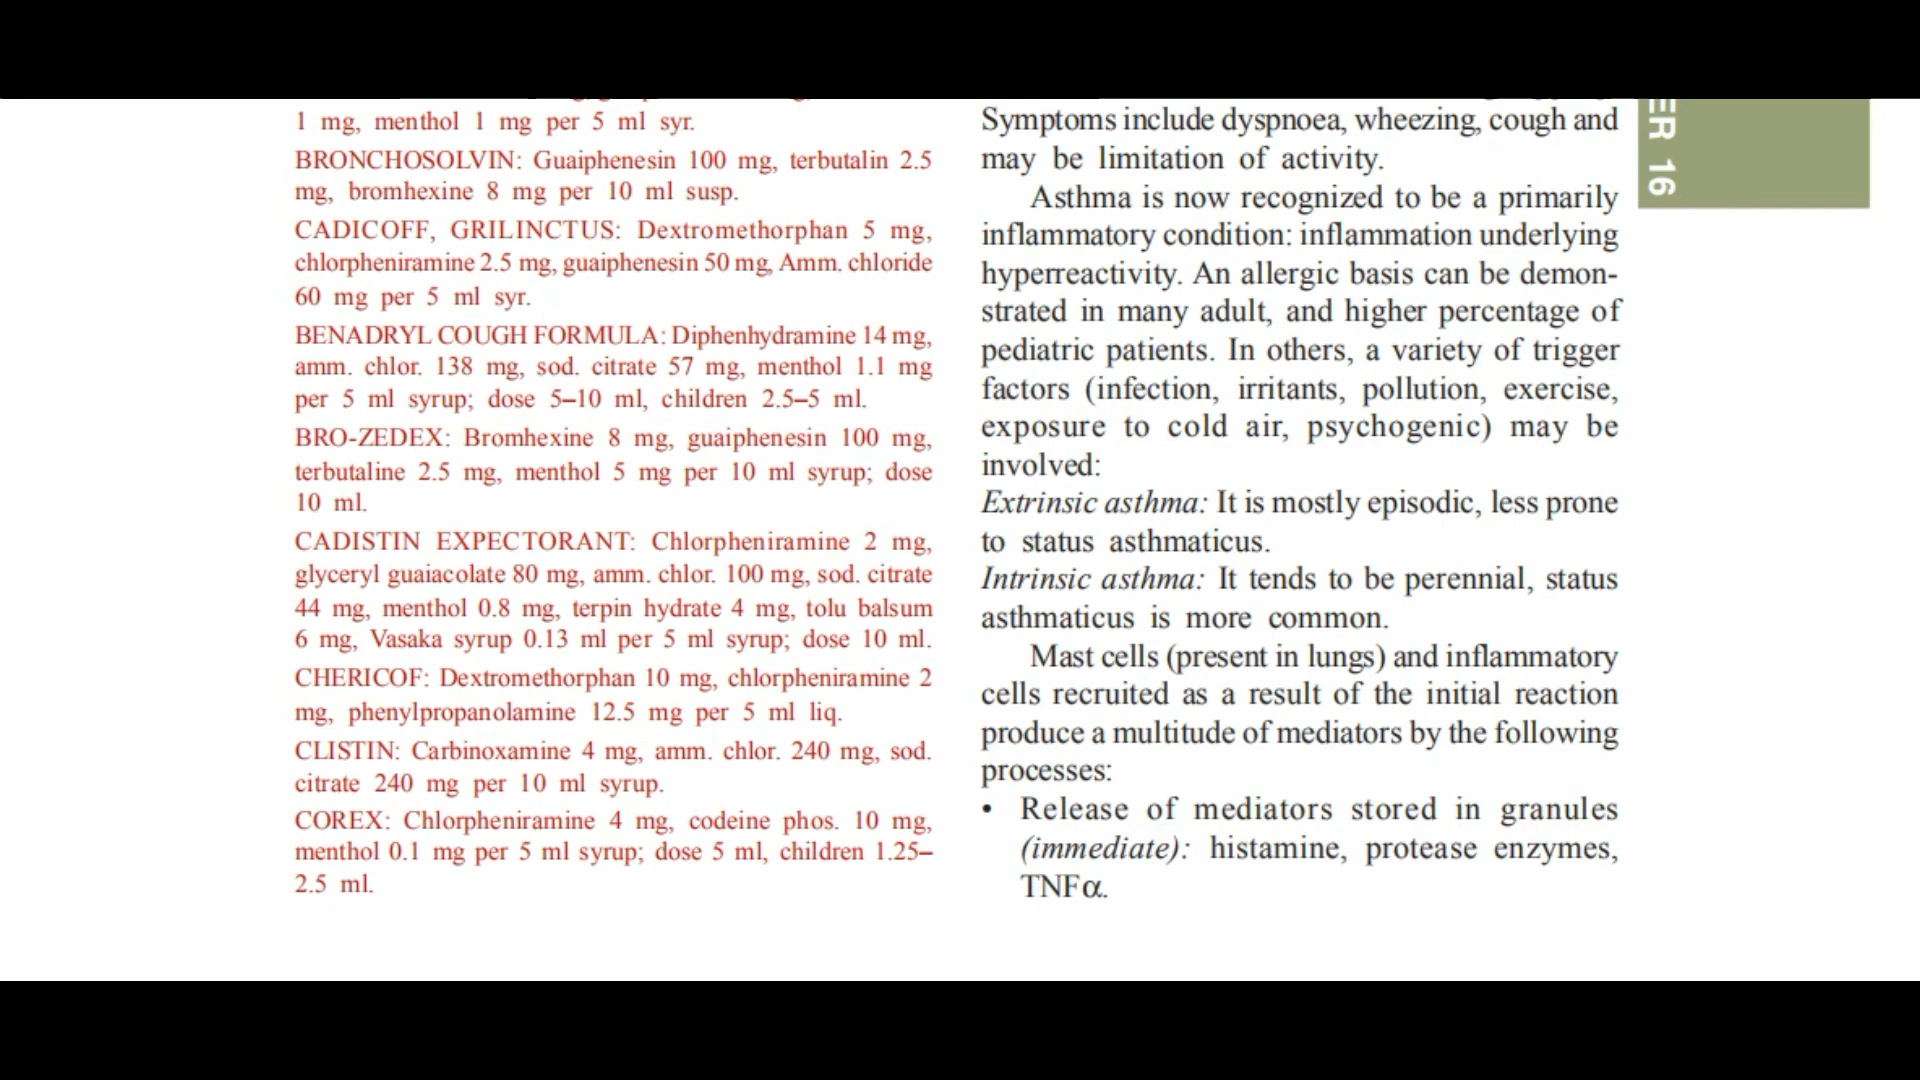 1 mg, menthol 1 mg per 5 ml syr.
BRONCHOSOLVIN: Guaiphenesin 100 mg, terbutalin 2.5
mg, bromhexine 8 mg per 10 ml susp.
CADICOFF, GRILINCTUS: Dextromethorphan 5 mg,
chlorpheniramine 2.5 mg, guaiphenesin 50 mg, Amm. chloride
60 mg per 5 ml syr.
BENADRYL COUGH FORMULA: Diphenhydramine 14 mg,
amm. chlor. 138 mg, sod. citrate 57 mg, menthol 1.1 mg
per 5 ml syrup; dose 5–10 ml, children 2.5–5 ml.
BRO-ZEDEX: Bromhexine 8 mg, guaiphenesin 100 mg,
terbutaline 2.5 mg, menthol 5 mg per 10 ml syrup; dose
10 ml.
CADISTIN EXPECTORANT: Chlorpheniramine 2 mg,
glyceryl guaiacolate 80 mg, amm. chlor. 100 mg, sod. citrate
44 mg, menthol 0.8 mg, terpin hydrate 4 mg, tolu balsum
6 mg, Vasaka syrup 0.13 ml per 5 ml syrup; dose 10 ml.
CHERICOF: Dextromethorphan 10 mg, chlorpheniramine 2
mg, phenylpropanolamine 12.5 mg per 5 ml liq.
CLISTIN: Carbinoxamine 4 mg, amm. chlor. 240 mg, sod.
citrate 240 mg per 10 ml syrup.
COREX: Chlorpheniramine 4 mg, codeine phos. 10 mg,
menthol 0.1 mg per 5 ml syrup; dose 5 ml, children 1.25–
2.5 ml.
Symptoms include dyspnoea, wheezing, cough and
may be limitation of activity.
Asthma is now recognized to be a primarily
inflammatory condition: inflammation underlying
hyperreactivity. An allergic basis can be demon-
strated in many adult, and higher percentage of
pediatric patients. In others, a variety of trigger
factors (infection, irritants, pollution, exercise,
exposure to cold air, psychogenic) may be
involved:
Extrinsic asthma: It is mostly episodic, less prone
to status asthmaticus.
Intrinsic asthma: It tends to be perennial, status
asthmaticus is more common.
Mast cells (present in lungs) and inflammatory
cells recruited as a result of the initial reaction
produce a multitude of mediators by the following
processes:
• Release of mediators stored in granules
(immediate): histamine, protease enzymes,
TNFα.
ER 16